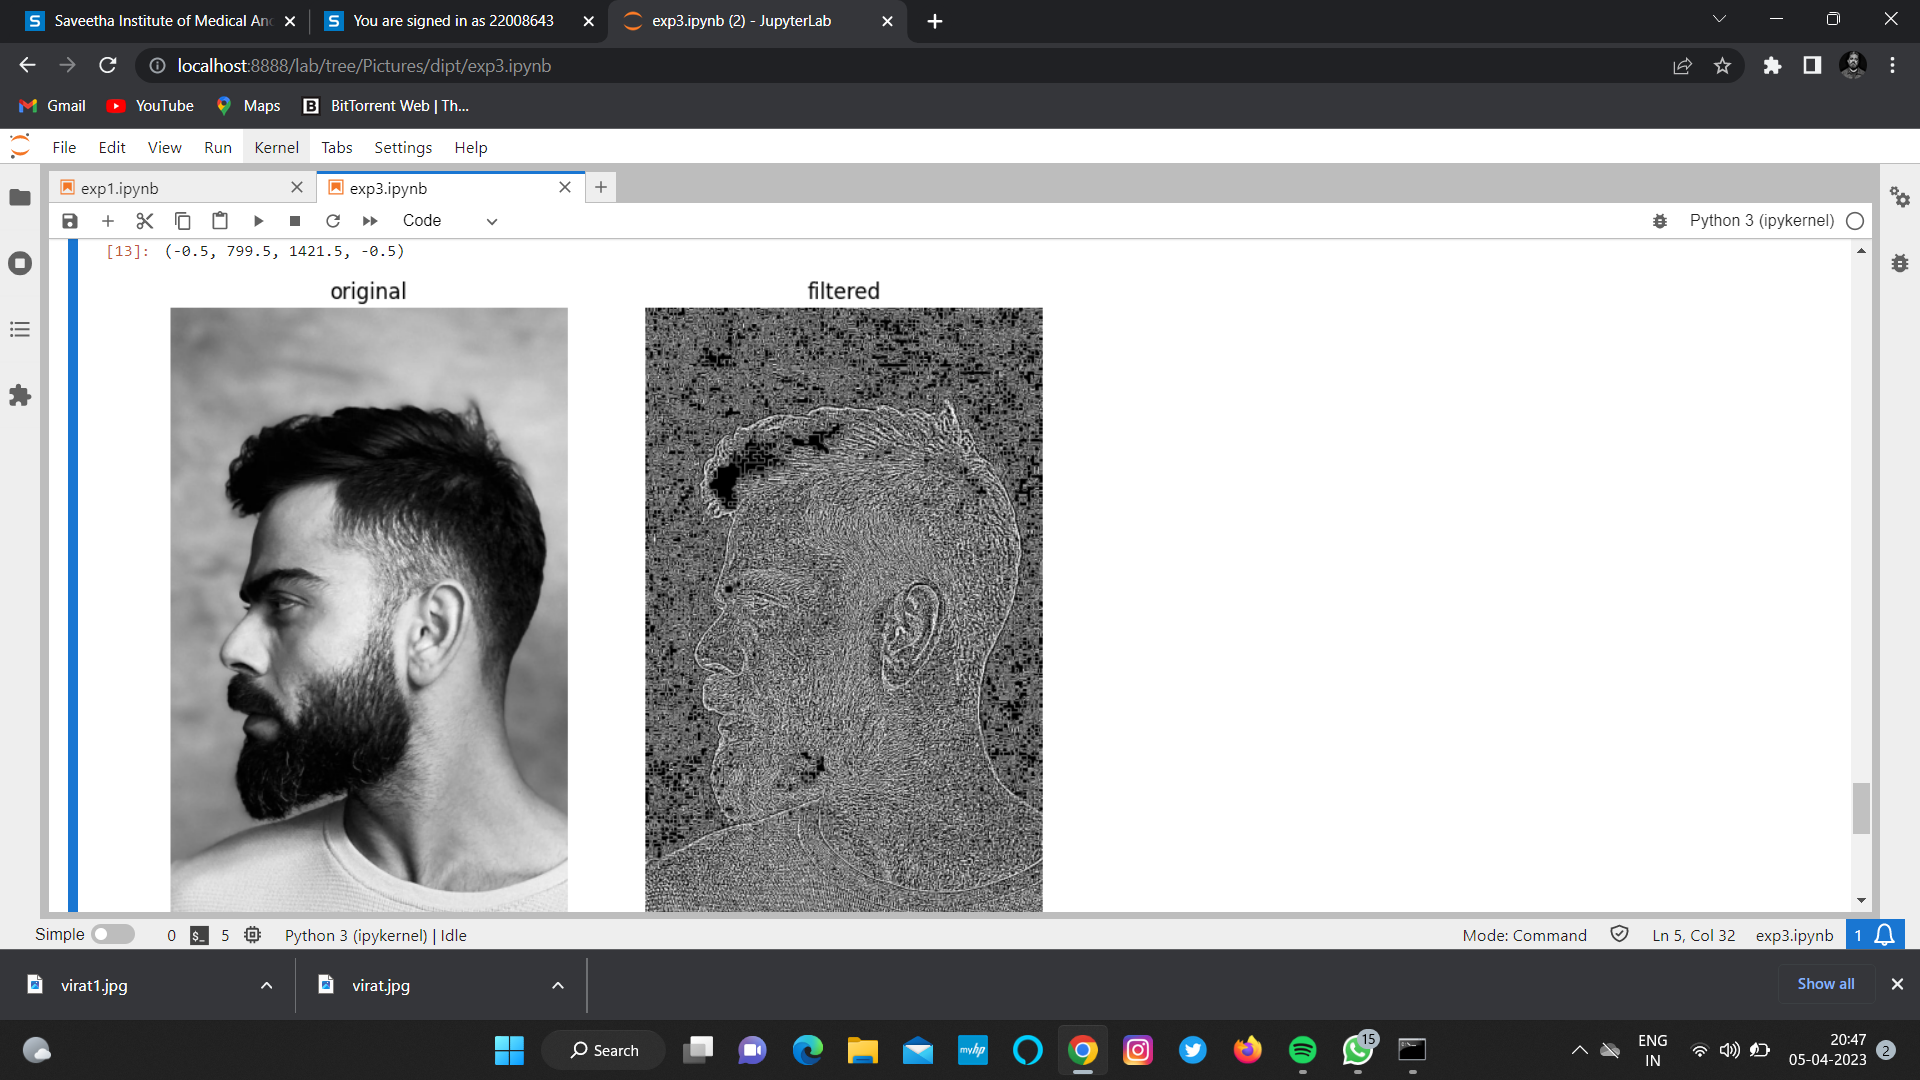 Saveetha Institute of Medical An
You are signed in as 22008643
exp3.ipynb (2) - JupyterLab
localhost:8888/lab/tree/Pictures/dipt/exp3.ipynb
Gmail
YouTube
Maps
BitTorrent Web | Th...
File Edit View Run Kernel Tabs Settings Help
exp1.ipynb
exp3.ipynb
Code
Python 3 (ipykernel)
[13]: (-0.5, 799.5, 1421.5, -0.5)
original
filtered
Simple
0
$_
5
Python 3 (ipykernel) | Idle
Mode: Command
Ln 5, Col 32
exp3.ipynb
1
virat1.jpg
virat.jpg
Show all
Search
myhp
15
ENG
IN
20:47
05-04-2023
2